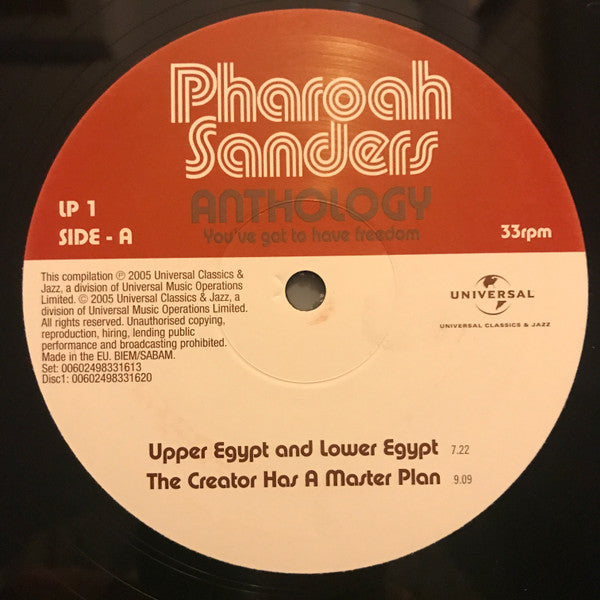 Pharoah
Sanders
ANTHOLOGY
You've got to have freedom
LP 1
SIDE - A
33rpm
This compilation ℗ 2005 Universal Classics &
Jazz, a division of Universal Music Operations
Limited. © 2005 Universal Classics & Jazz, a
division of Universal Music Operations Limited.
All rights reserved. Unauthorised copying,
reproduction, hiring, lending public
performance and broadcasting prohibited.
Made in the EU. BIEM/SABAM.
Set: 00602498331613
Disc1: 00602498331620
UNIVERSAL
UNIVERSAL CLASSICS & JAZZ
Upper Egypt and Lower Egypt 7.22
The Creator Has A Master Plan 9.09